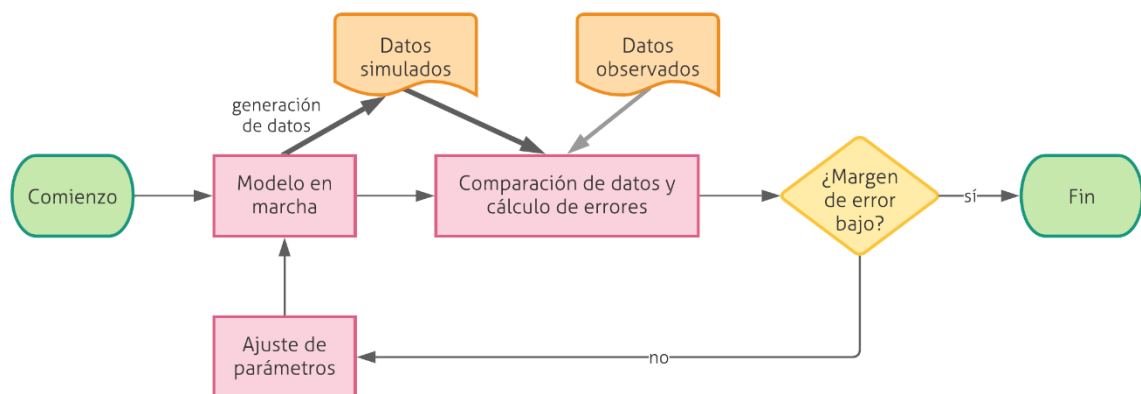 Datos
simulados
Datos
observados
generación
de datos
Comienzo
Modelo en
marcha
Comparación de datos y
cálculo de errores
¿Margen
de error
bajo?
sí
Fin
Ajuste de
parámetros
no